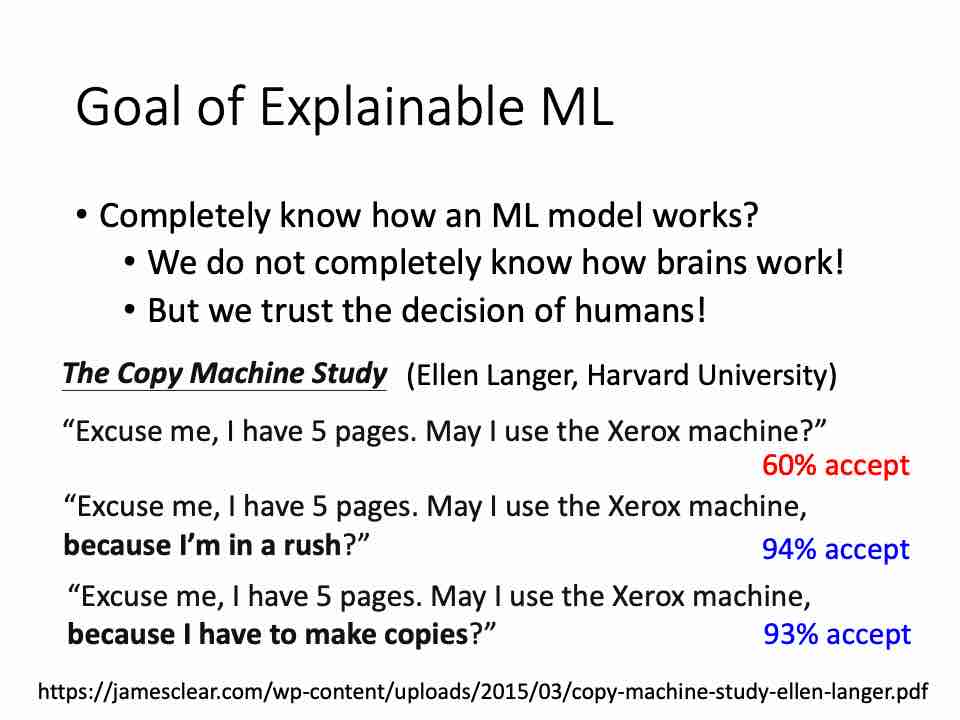 Goal of Explainable ML
• Completely know how an ML model works?
• We do not completely know how brains work!
• But we trust the decision of humans!
The Copy Machine Study (Ellen Langer, Harvard University)
“Excuse me, I have 5 pages. May I use the Xerox machine?”
60% accept
“Excuse me, I have 5 pages. May I use the Xerox machine,
because I’m in a rush?”
94% accept
“Excuse me, I have 5 pages. May I use the Xerox machine,
because I have to make copies?”
93% accept
https://jamesclear.com/wp-content/uploads/2015/03/copy-machine-study-ellen-langer.pdf